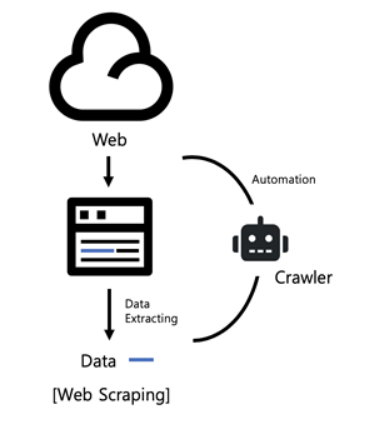 Web
Automation
Crawler
Data
Extracting
Data
[Web Scraping]